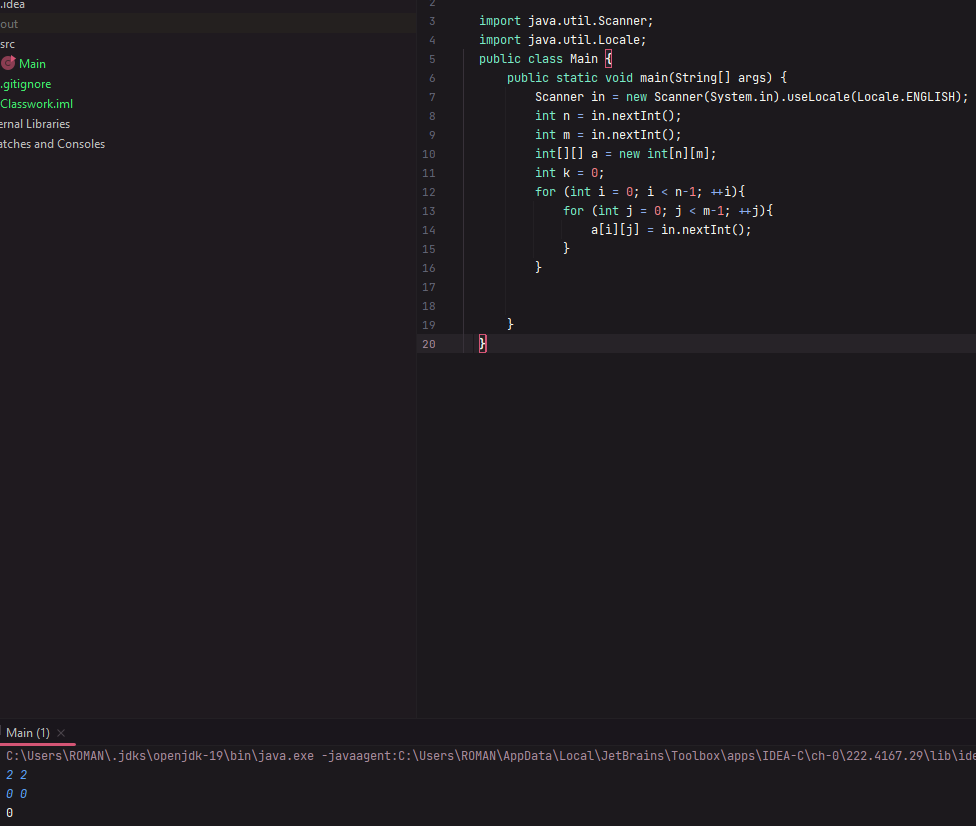 .idea
out
src
Main
.gitignore
Classwork.iml
ernal Libraries
atches and Consoles
2
3 import java.util.Scanner;
4 import java.util.Locale;
5 public class Main {
6 public static void main(String[] args) {
7 Scanner in = new Scanner(System.in).useLocale(Locale.ENGLISH);
8 int n = in.nextInt();
9 int m = in.nextInt();
10 int[][] a = new int[n][m];
11 int k = 0;
12 for (int i = 0; i < n-1; ++i){
13 for (int j = 0; j < m-1; ++j){
14 a[i][j] = in.nextInt();
15 }
16 }
17
18
19 }
20 }
Main (1) ×
C:\Users\ROMAN\.jdks\openjdk-19\bin\java.exe -javaagent:C:\Users\ROMAN\AppData\Local\JetBrains\Toolbox\apps\IDEA-C\ch-0\222.4167.29\lib\ide
2 2
0 0
0